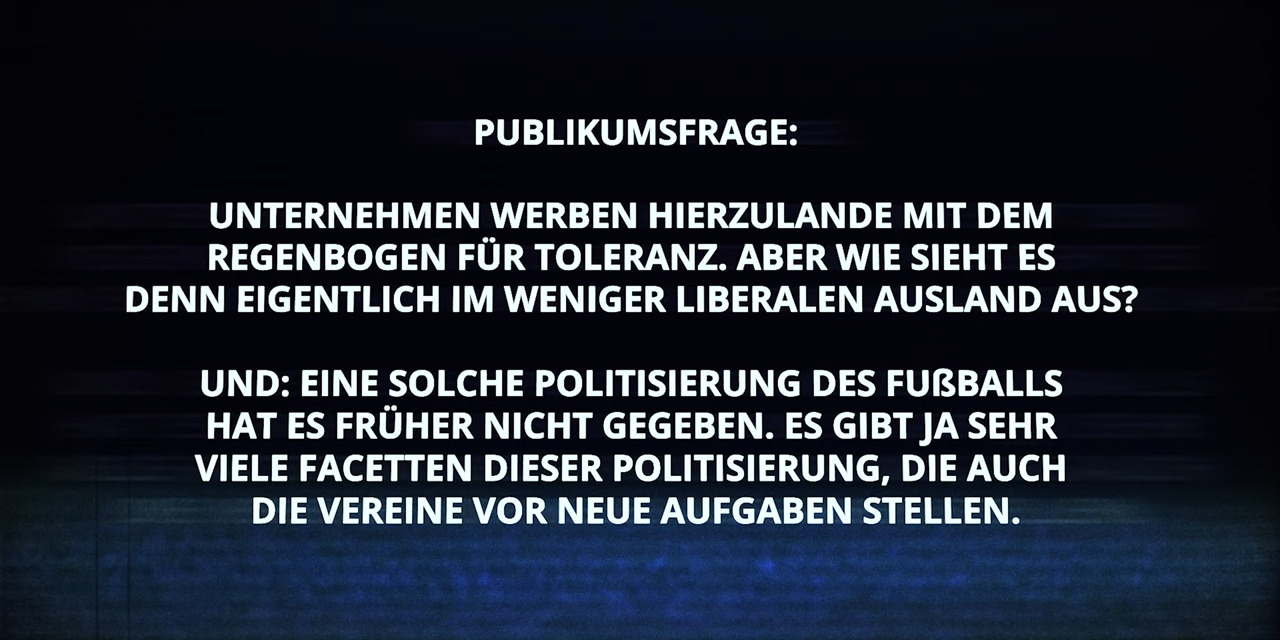 PUBLIKUMSFRAGE:
UNTERNEHMEN WERBEN HIERZULANDE MIT DEM
REGENBOGEN FÜR TOLERANZ. ABER WIE SIEHT ES
DENN EIGENTLICH IM WENIGER LIBERALEN AUSLAND AUS?
UND: EINE SOLCHE POLITISIERUNG DES FUßBALLS
HAT ES FRÜHER NICHT GEGEBEN. ES GIBT JA SEHR
VIELE FACETTEN DIESER POLITISIERUNG, DIE AUCH
DIE VEREINE VOR NEUE AUFGABEN STELLEN.